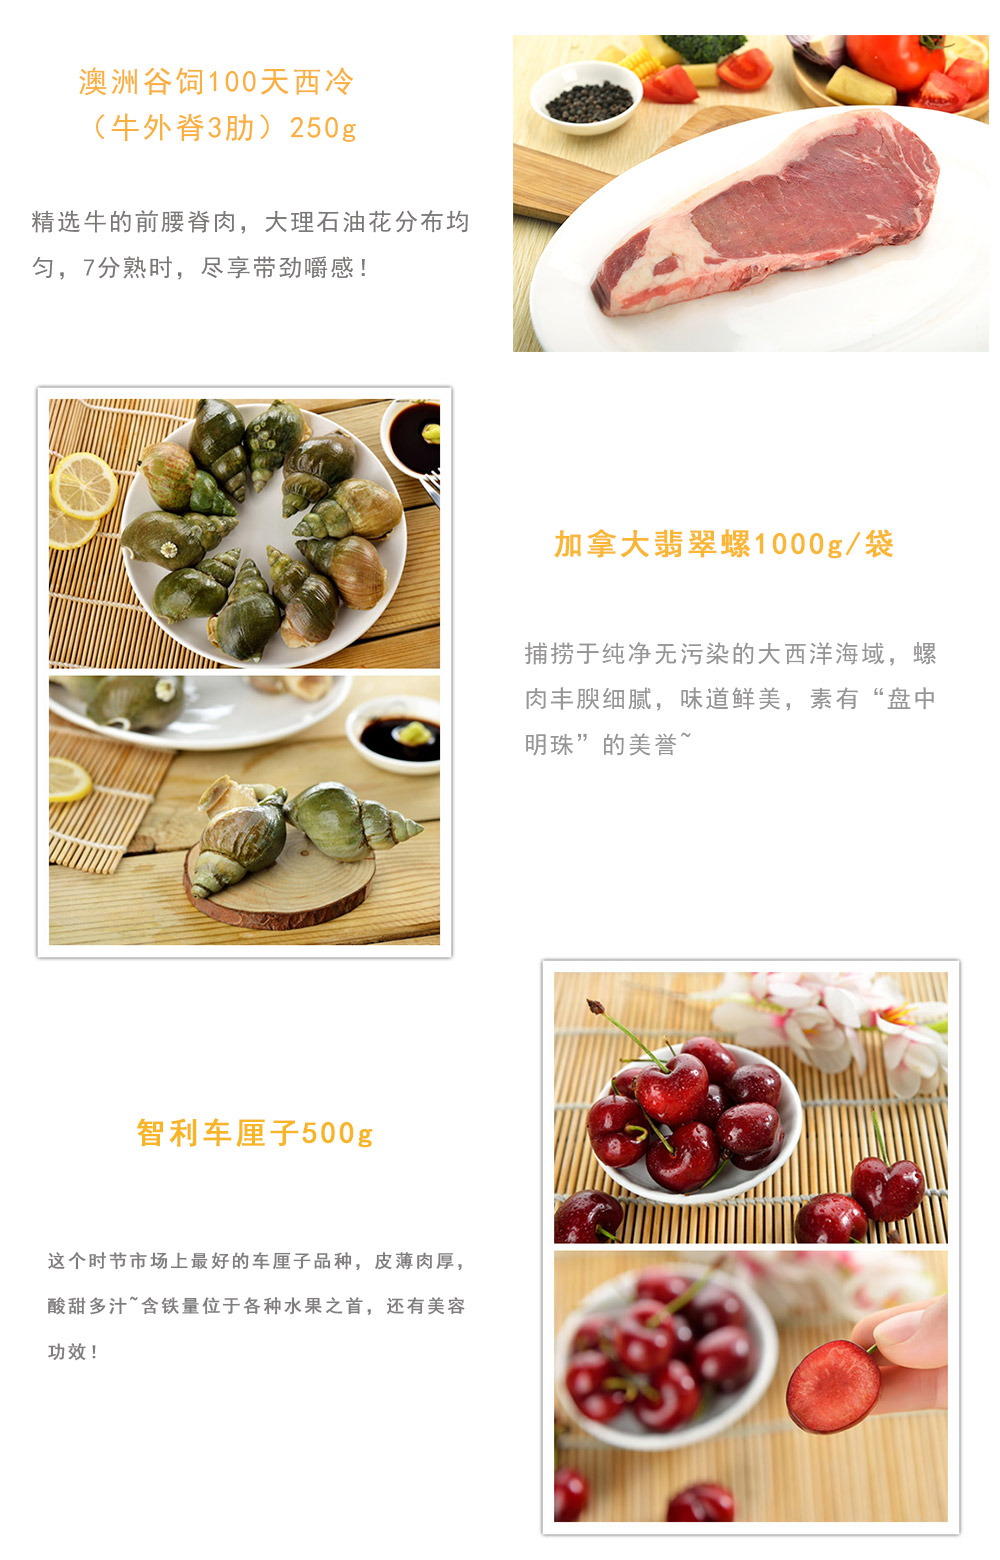 澳洲谷饲100天西冷
（牛外脊3肋）250g
精选牛的前腰脊肉，大理石油花分布均
匀，7分熟时，尽享带劲嚼感！
加拿大翡翠螺1000g/袋
捕捞于纯净无污染的大西洋海域，螺
肉丰腴细腻，味道鲜美，素有“盘中
明珠”的美誉~
智利车厘子500g
这个时节市场上最好的车厘子品种，皮薄肉厚，
酸甜多汁~含铁量位于各种水果之首，还有美容
功效！